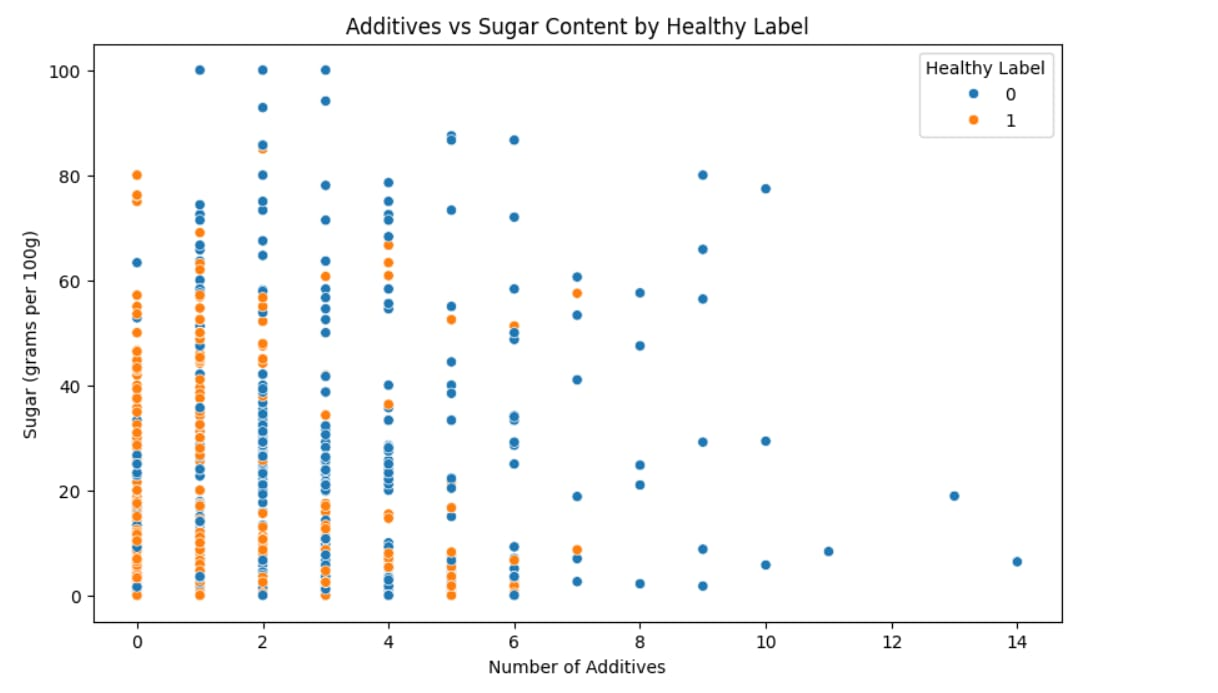 Additives vs Sugar Content by Healthy Label
Healthy Label
0
1
100
80
60
40
20
0
Sugar (grams per 100g)
0 2 4 6 8 10 12 14
Number of Additives